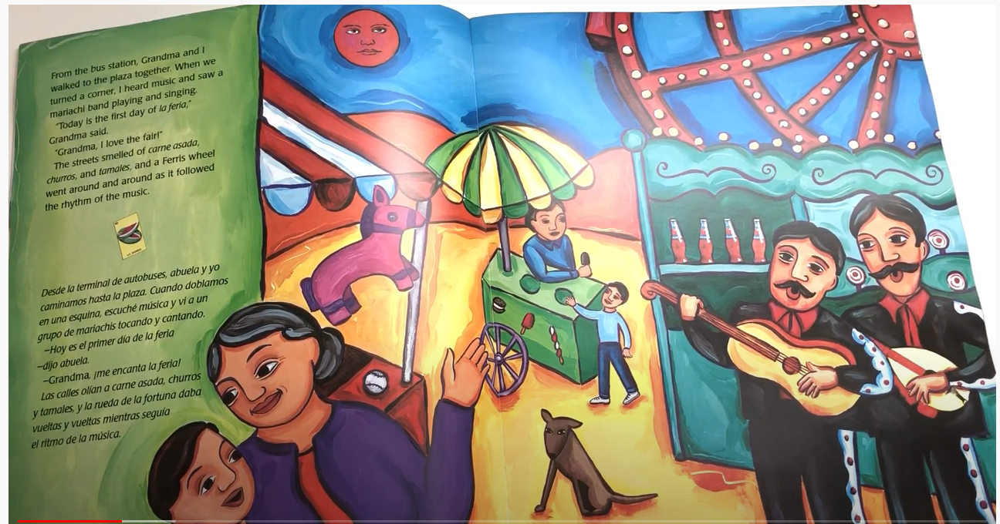 From the bus station, Grandma and I
walked to the plaza together. When we
turned a corner, I heard music and saw a
mariachi band playing and singing.
"Today is the first day of la feria,"
Grandma said.
"Grandma, I love the fair!"
The streets smelled of carne asada,
churros, and tamales, and a Ferris wheel
went around and around as it followed
the rhythm of the music.
Desde la terminal de autobuses, abuela y yo
caminamos hasta la plaza. Cuando doblamos
en una esquina, escuché música y vi a un
grupo de mariachis tocando y cantando.
–Hoy es el primer día de la feria
–dijo abuela.
–Grandma, ¡me encanta la feria!
Las calles olían a carne asada, churros
y tamales, y la rueda de la fortuna daba
vueltas y vueltas mientras seguía
el ritmo de la música.